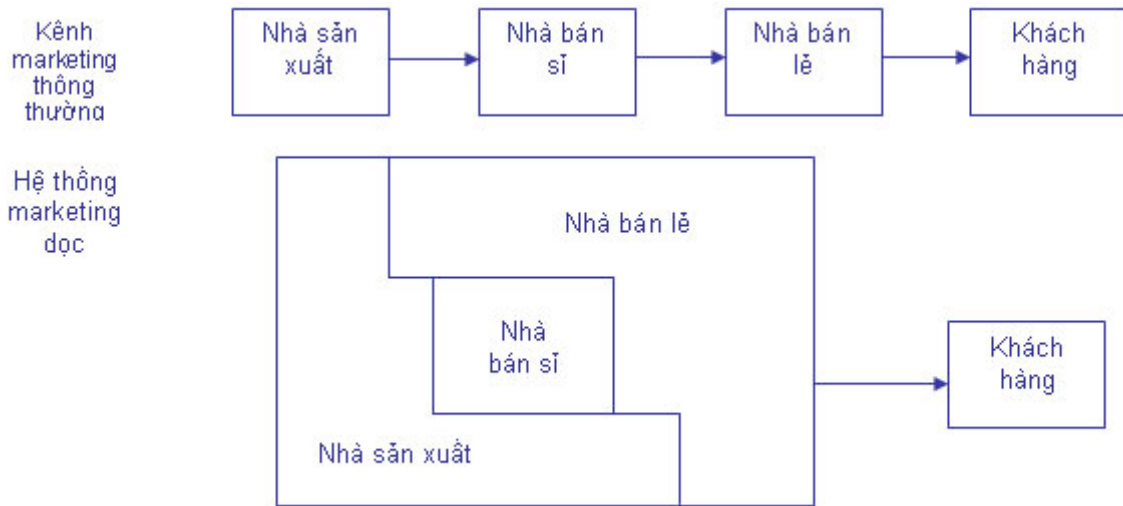 Kênh
marketing
thông
thường
Nhà sản
xuất
Nhà bán
sỉ
Nhà bán
lẻ
Khách
hàng
Hệ thống
marketing
dọc
Nhà bán lẻ
Nhà
bán sỉ
Nhà sản xuất
Khách
hàng